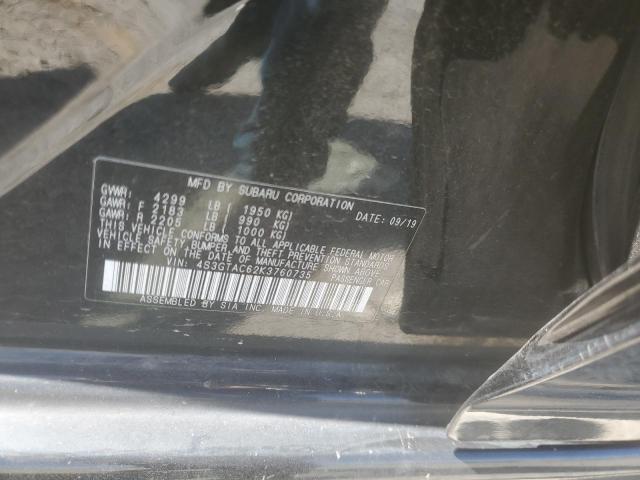 MFD BY SUBARU CORPORATION
GVWR: 4299 LB ( 1950 KG) DATE: 09/19
GAWR: F 2183 LB ( 990 KG)
GAWR: R 2205 LB ( 1000 KG)
THIS VEHICLE CONFORMS TO ALL APPLICABLE FEDERAL MOTOR
VEHICLE SAFETY, BUMPER, AND THEFT PREVENTION STANDARDS
IN EFFECT ON THE DATE OF MANUFACTURE SHOWN ABOVE.
VIN: 4S3GTAC62K3760735 PASSENGER CAR
ASSEMBLED BY SIA INC. MADE IN U.S.A.